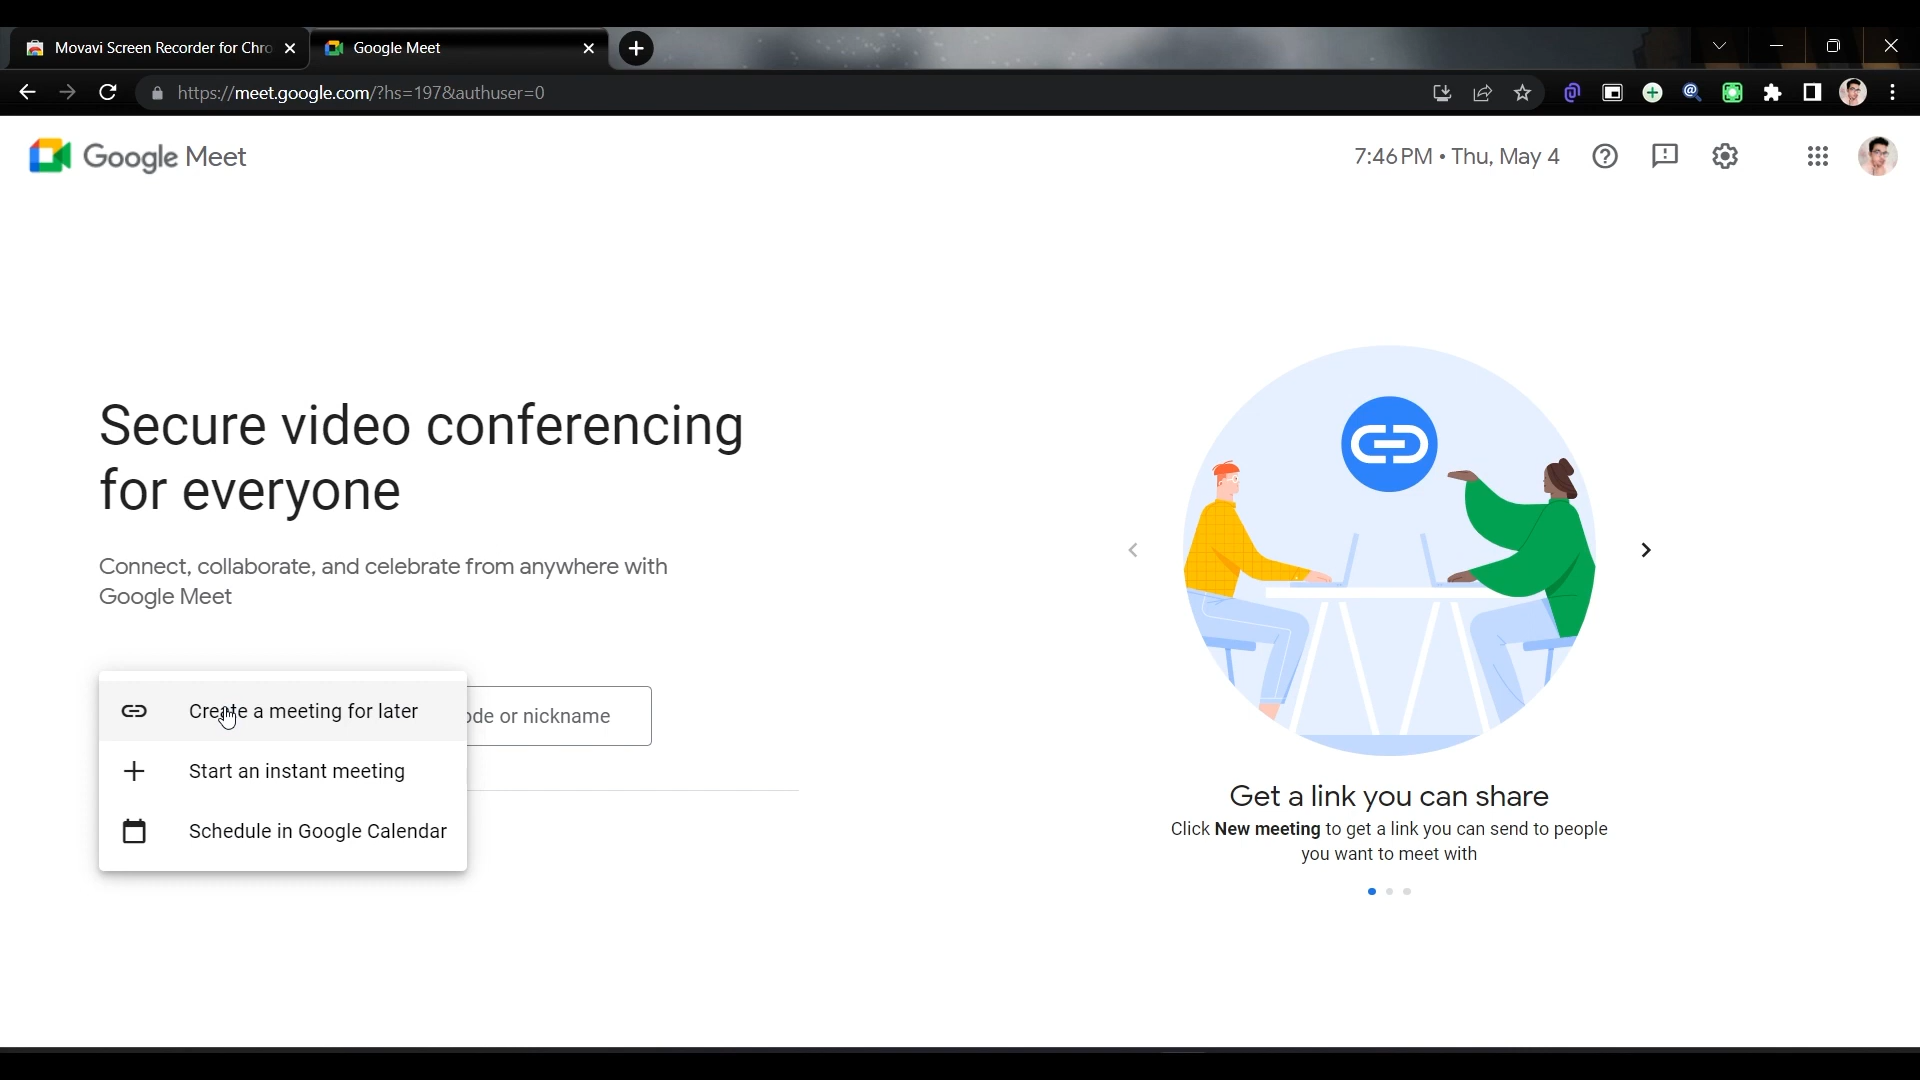 Movavi Screen Recorder for Chro
Google Meet
https://meet.google.com/?hs=197&authuser=0
Google Meet
7:46 PM • Thu, May 4
Secure video conferencing
for everyone
Connect, collaborate, and celebrate from anywhere with
Google Meet
Create a meeting for later
ode or nickname
Start an instant meeting
Schedule in Google Calendar
Get a link you can share
Click New meeting to get a link you can send to people
you want to meet with